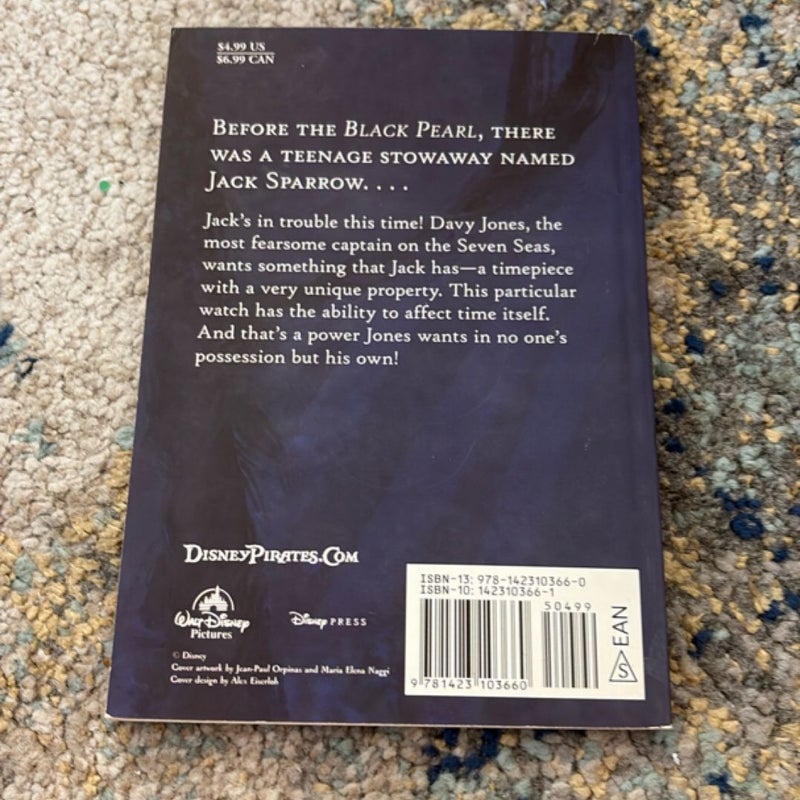 $4.99 US
$6.99 CAN
Before the Black Pearl, there
was a teenage stowaway named
Jack Sparrow. . . .
Jack's in trouble this time! Davy Jones, the
most fearsome captain on the Seven Seas,
wants something that Jack has—a timepiece
with a very unique property. This particular
watch has the ability to affect time itself.
And that's a power Jones wants in no one's
possession but his own!
DisneyPirates.Com
Walt Disney
Pictures
Disney PRESS
© Disney
Cover artwork by Jean-Paul Orpinas and Maria Elena Naggi
Cover design by Alex Eiserloh
ISBN-13: 978-142310366-0
ISBN-10: 142310366-1
50499
9 781423 103660
S EAN